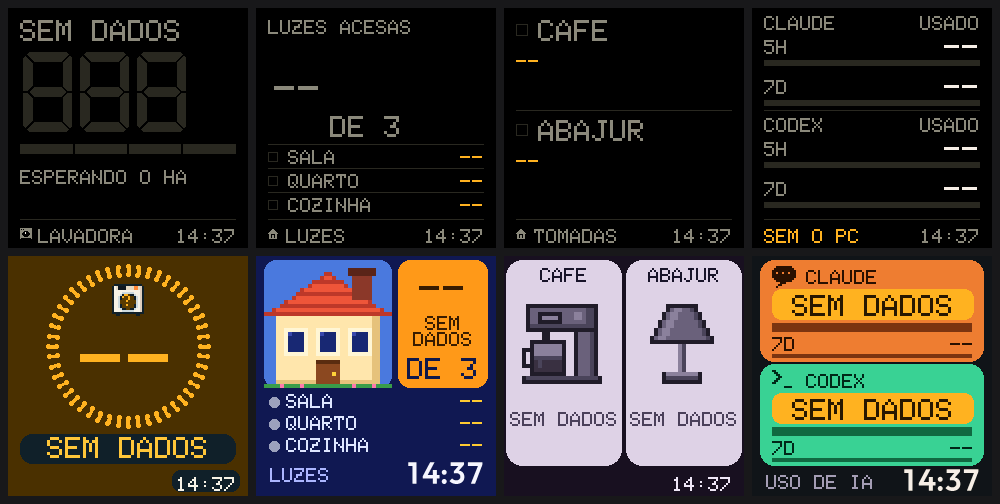 SEM DADOS
ESPERANDO O HA
LAVADORA 14:37
LUZES ACESAS
--
DE 3
SALA --
QUARTO --
COZINHA --
LUZES 14:37
CAFE
--
ABAJUR
--
TOMADAS 14:37
CLAUDE USADO
5H --
7D --
CODEX USADO
5H --
7D --
SEM O PC 14:37
?
--
SEM DADOS
14:37
--
SEM
DADOS
DE 3
SALA --
QUARTO --
COZINHA --
LUZES 14:37
CAFE
SEM DADOS
ABAJUR
SEM DADOS
14:37
CLAUDE
SEM DADOS
7D --
>_ CODEX
SEM DADOS
7D --
USO DE IA 14:37